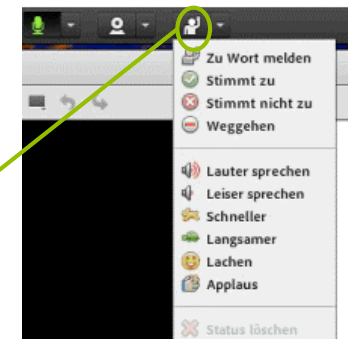 Zu Wort melden
Stimmt zu
Stimmt nicht zu
Weggehen
Lauter sprechen
Leiser sprechen
Schneller
Langsamer
Lachen
Applaus
Status löschen